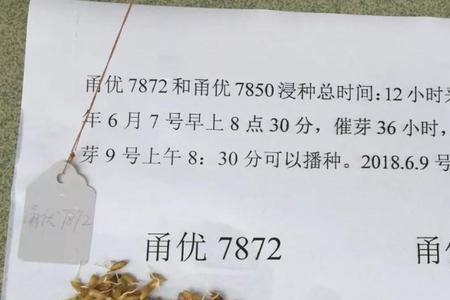 甬优 7872 和甬优 7850 浸种总时间：12 小时
年 6 月 7 号早上 8 点 30 分，催芽 36 小时，
芽 9 号上午 8：30 分可以播种。2018.6.9 号
甬优 7872
甬
甬优 7872